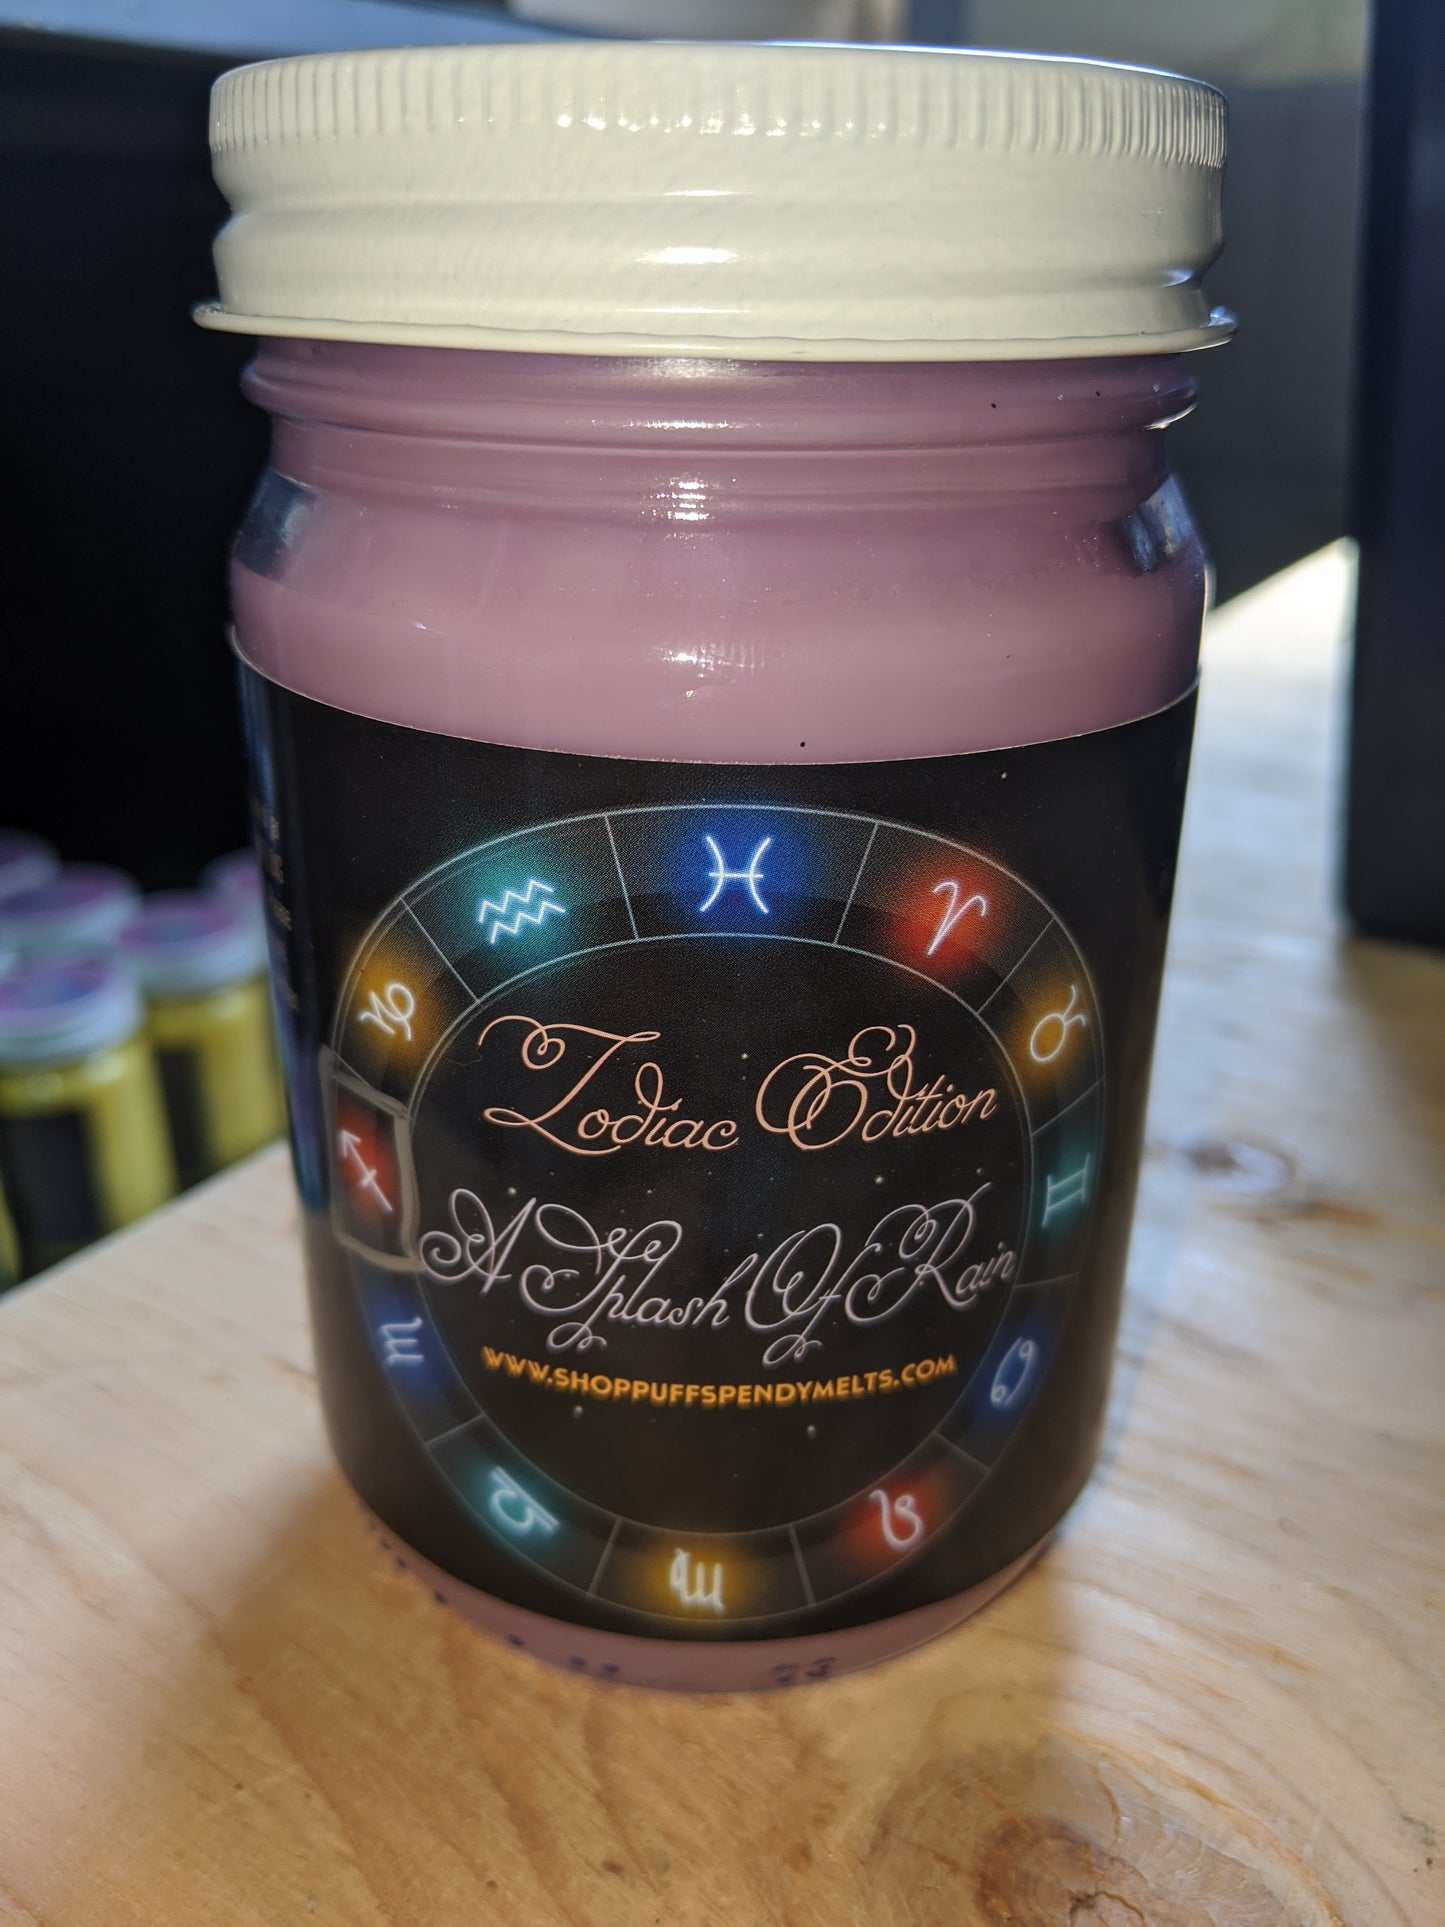 Zodiac Edition
A Splash Of Rain
WWW.SHOPPUFFSPENDYMELTS.COM